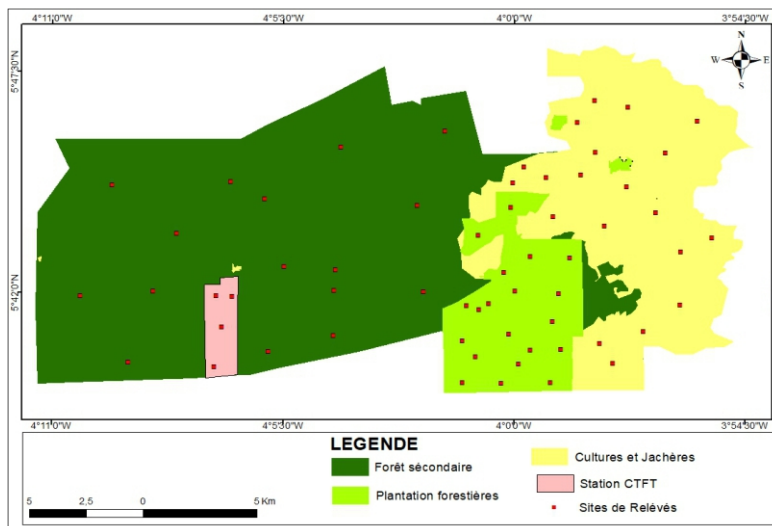 4°11'0"W 4°5'30"W 4°0'0"W 3°54'30"W
N
W E
S
5°47'30"N
5°42'0"N
4°11'0"W 4°5'30"W 4°0'0"W 3°54'30"W
LEGENDE
Forêt sécondaire
Plantation forestières
Cultures et Jachères
Station CTFT
Sites de Relévés
5 2,5 0 5 Km